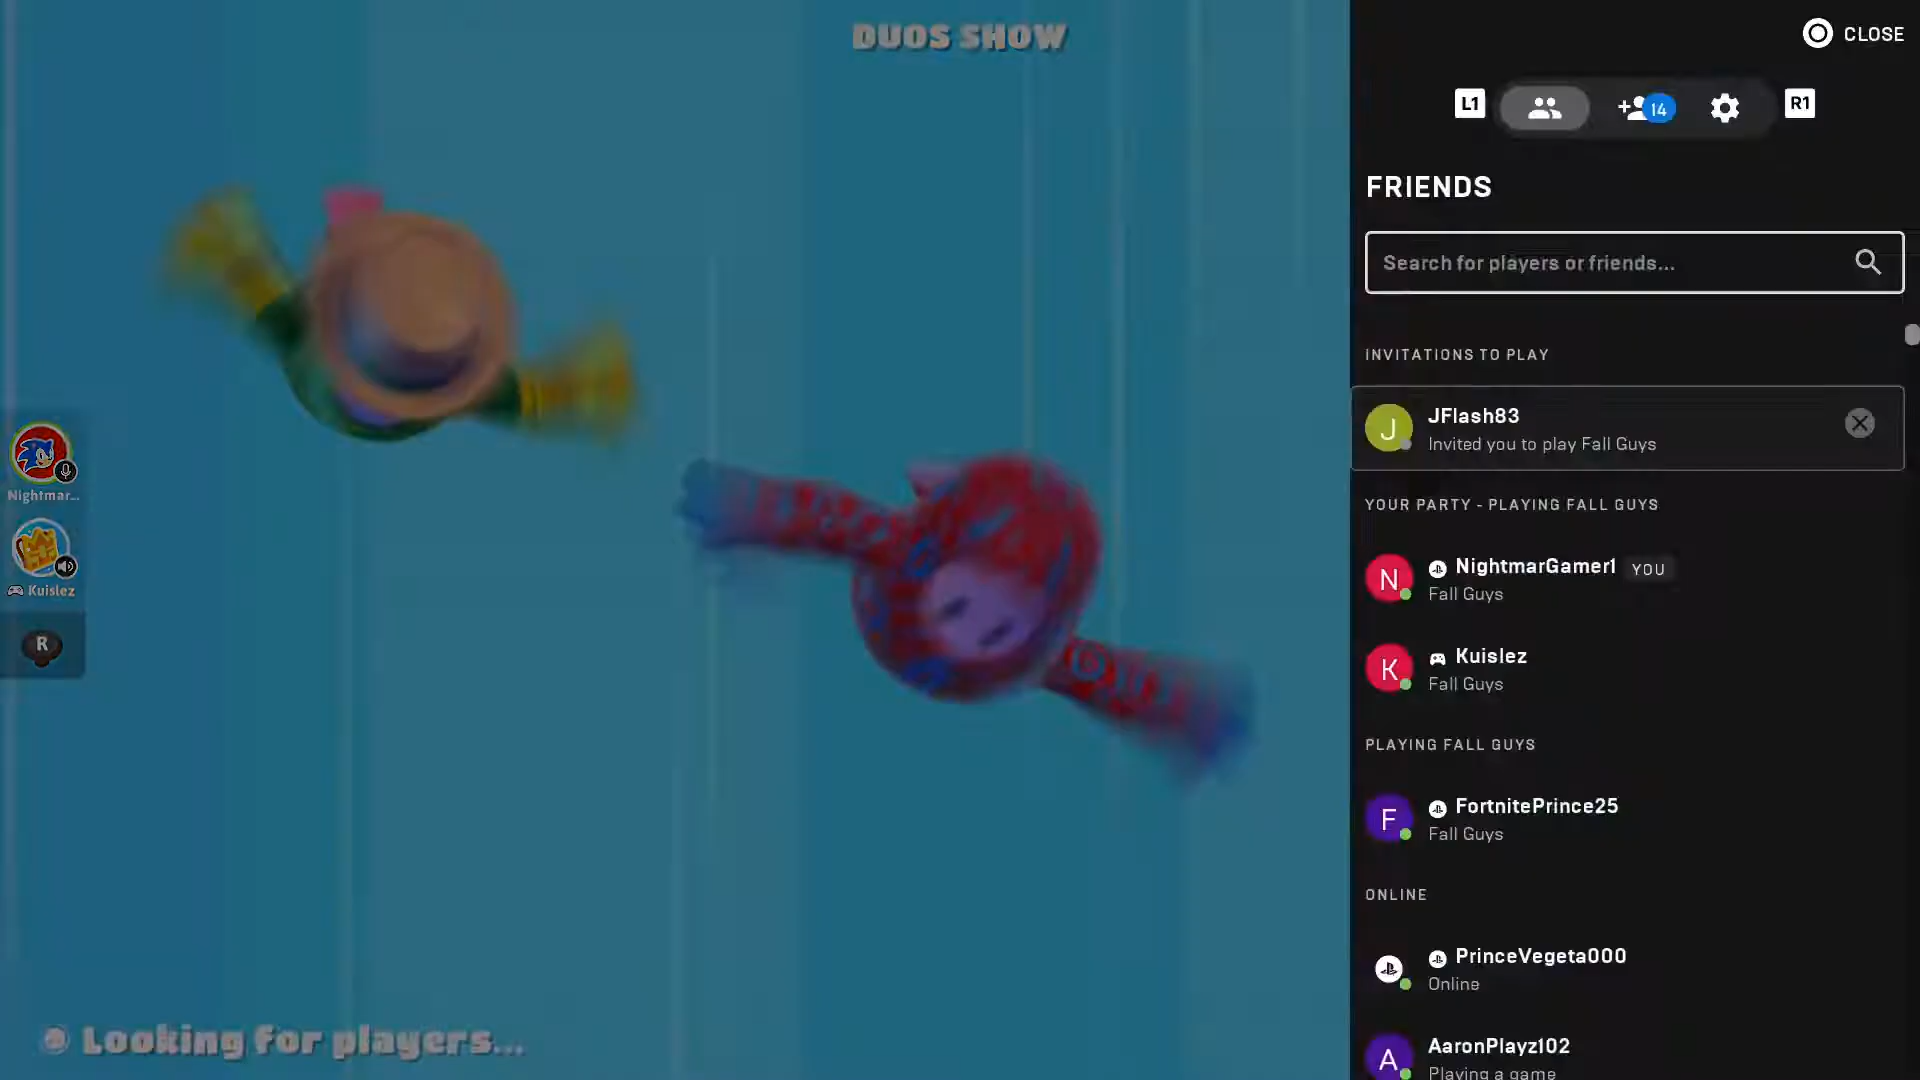 DUOS SHOW
CLOSE
L1
14
R1
FRIENDS
Search for players or friends...
INVITATIONS TO PLAY
J
JFlash83
Invited you to play Fall Guys
YOUR PARTY - PLAYING FALL GUYS
N
NightmarGamer1 YOU
Fall Guys
K
Kuislez
Fall Guys
PLAYING FALL GUYS
F
FortnitePrince25
Fall Guys
ONLINE
PrinceVegeta000
Online
A
AaronPlayz102
Playing a game
Nightmar...
Kuislez
R
Looking for players...